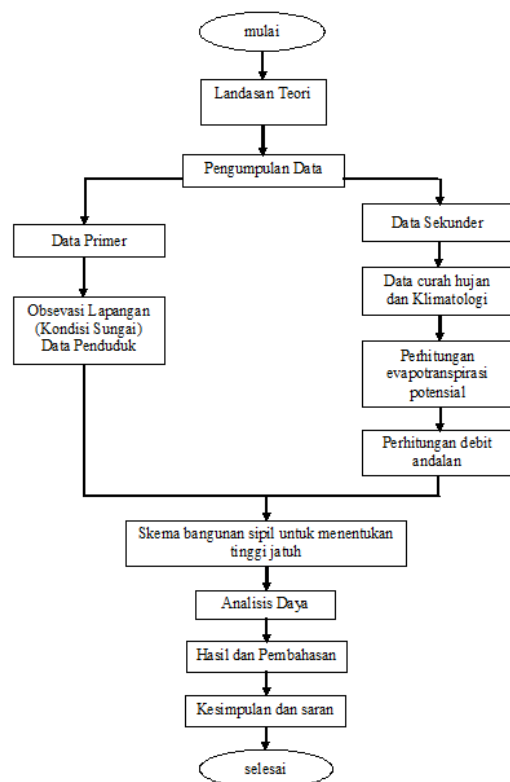 mulai
Landasan Teori
Pengumpulan Data
Data Primer
Obsevasi Lapangan
(Kondisi Sungai)
Data Penduduk
Data Sekunder
Data curah hujan
dan Klimatologi
Perhitungan
evapotranspirasi
potensial
Perhitungan debit
andalan
Skema bangunan sipil untuk menentukan
tinggi jatuh
Analisis Daya
Hasil dan Pembahasan
Kesimpulan dan saran
selesai